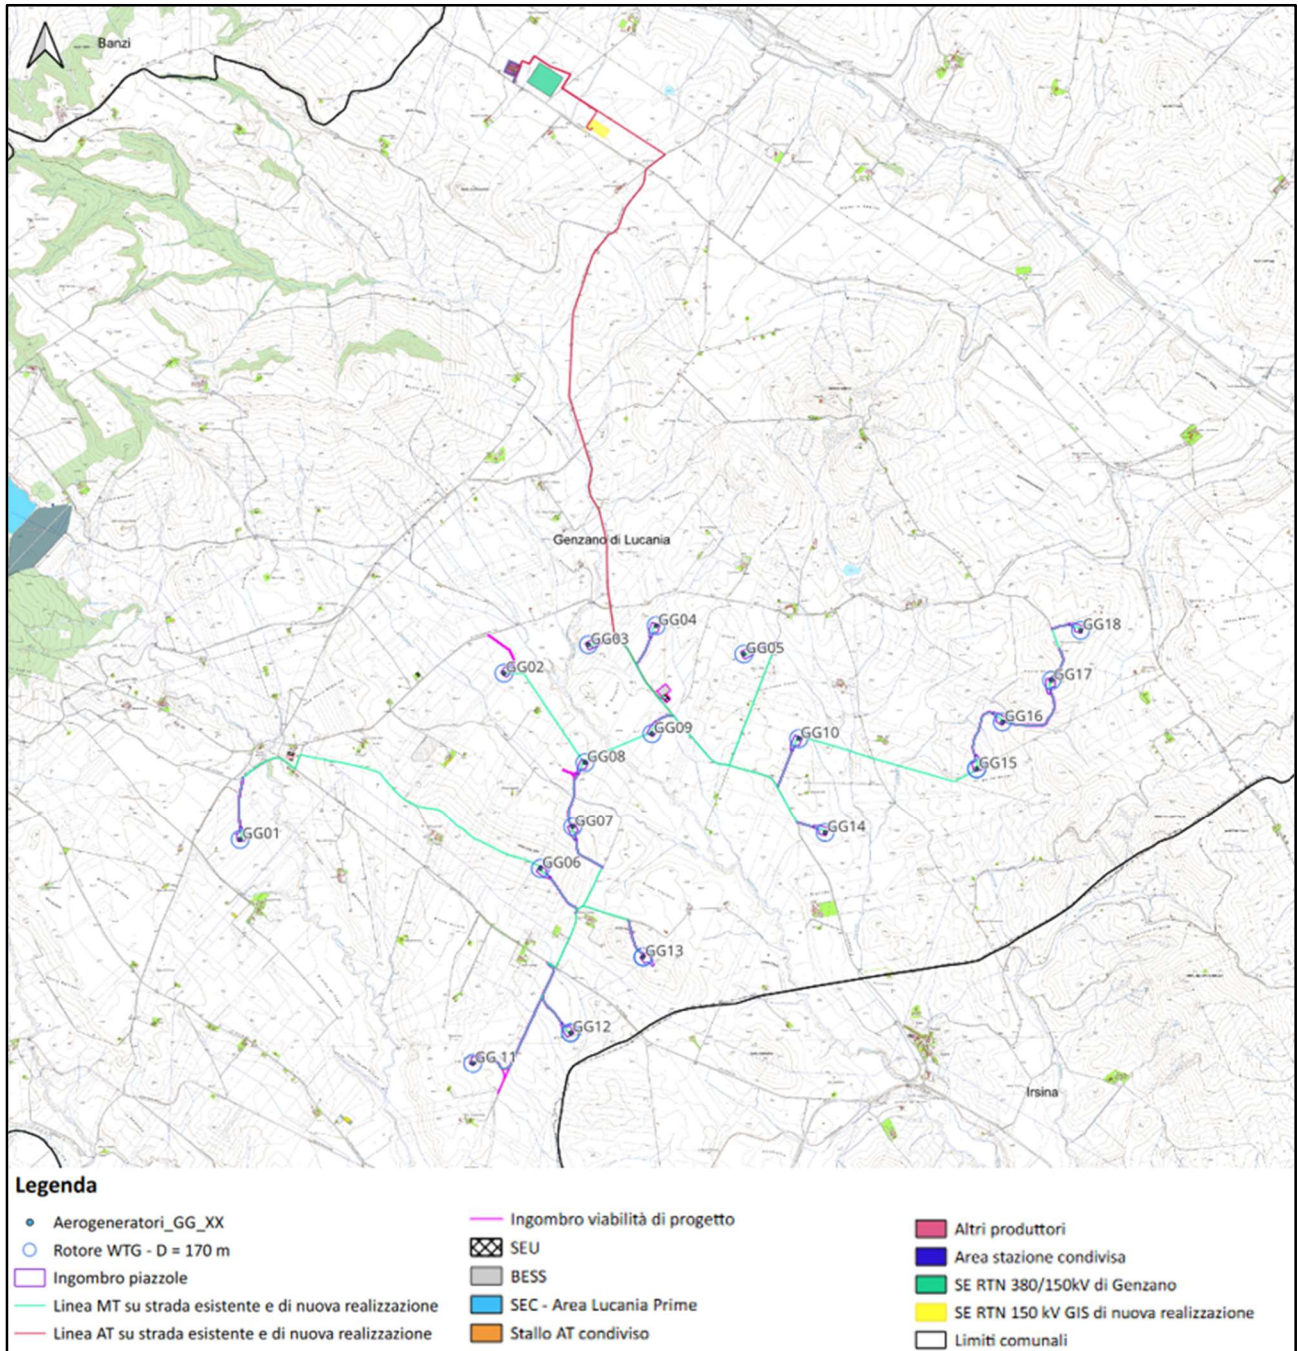 Banzi
Genzano di Lucania
GG04
GG03
GG18
GG05
GG02
GG17
GG16
GG09
GG10
GG08
GG15
GG07
GG01
GG14
GG06
GG13
GG12
GG 11
Irsina
Legenda
Aerogeneratori_GG_XX
Rotore WTG - D = 170 m
Ingombro piazzole
Linea MT su strada esistente e di nuova realizzazione
Linea AT su strada esistente e di nuova realizzazione
Ingombro viabilità di progetto
SEU
BESS
SEC - Area Lucania Prime
Stallo AT condiviso
Altri produttori
Area stazione condivisa
SE RTN 380/150kV di Genzano
SE RTN 150 kV GIS di nuova realizzazione
Limiti comunali